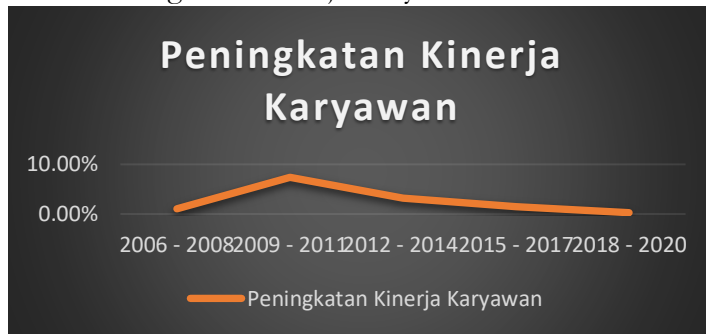 Peningkatan Kinerja
Karyawan
10.00%
0.00%
2006 - 2008 2009 - 2011 2012 - 2014 2015 - 2017 2018 - 2020
Peningkatan Kinerja Karyawan